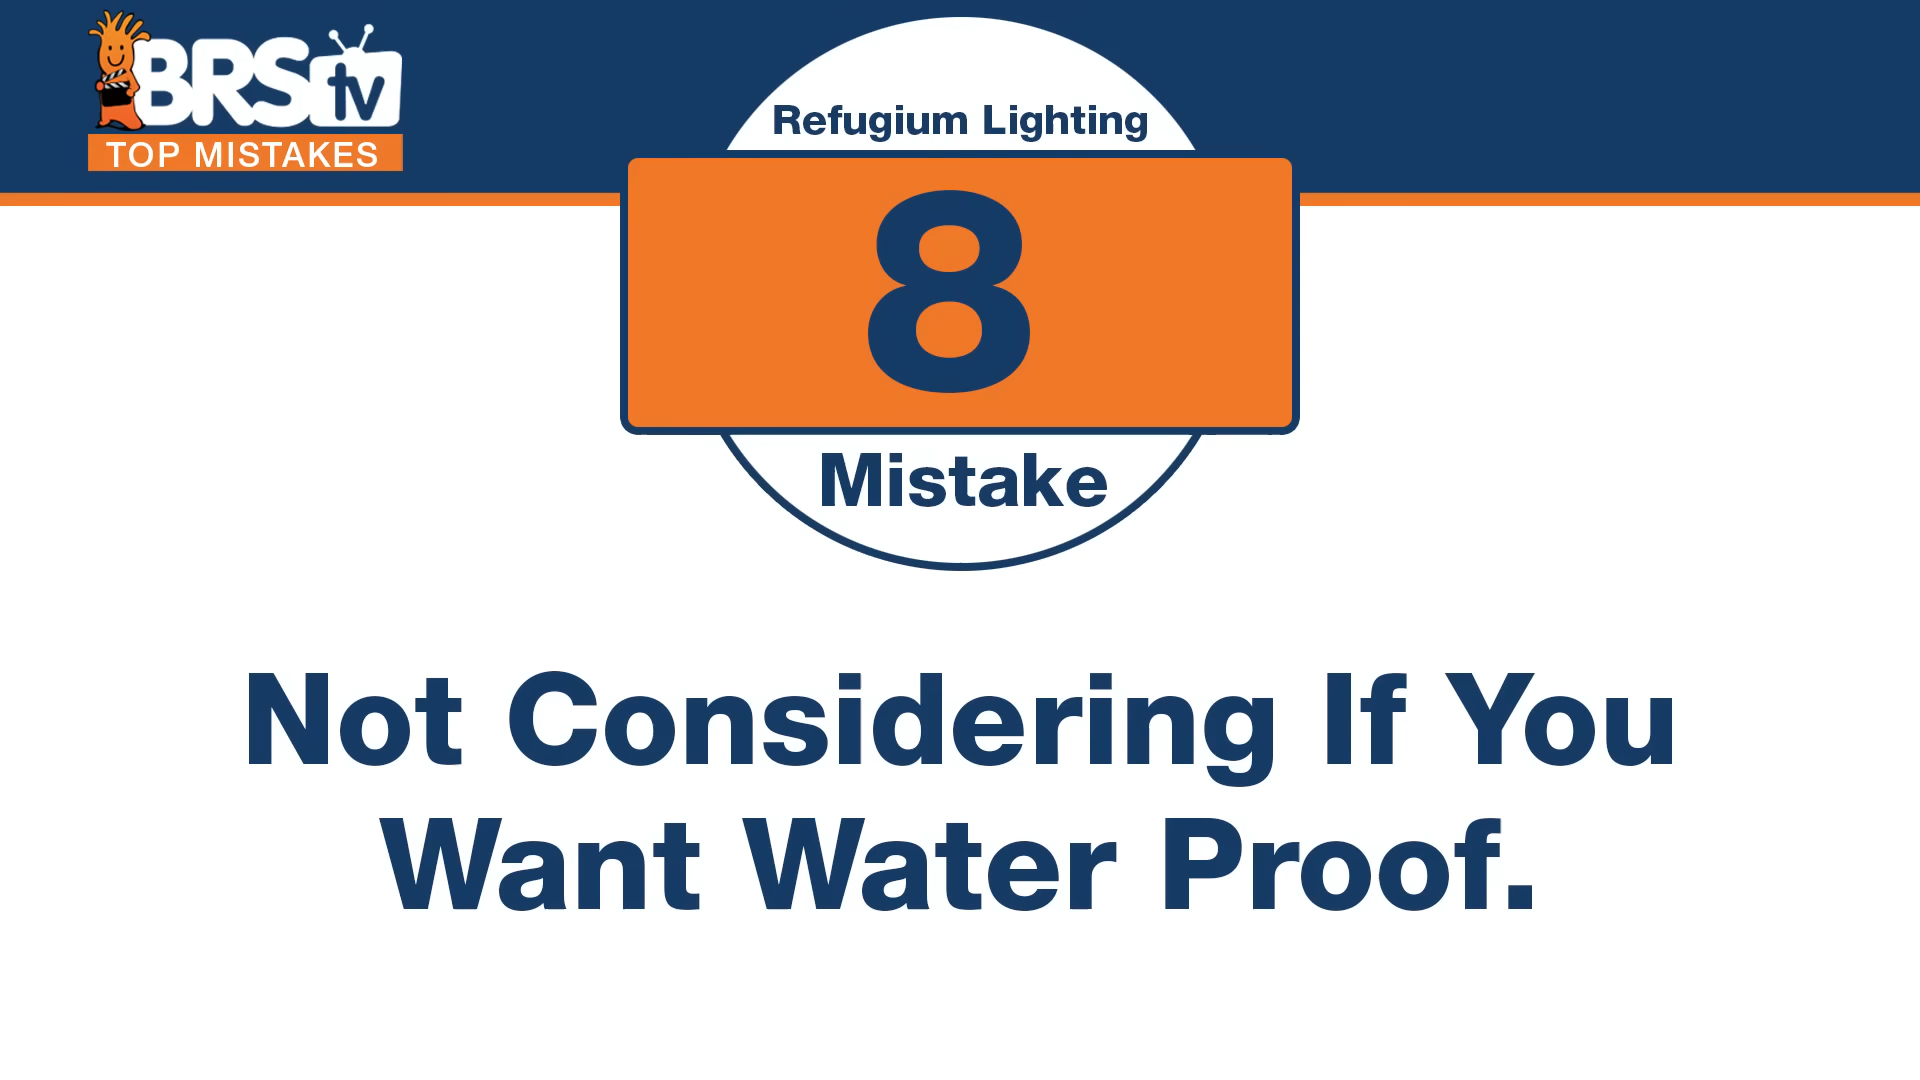 BRStv
TOP MISTAKES
Refugium Lighting
8
Mistake
Not Considering If You
Want Water Proof.